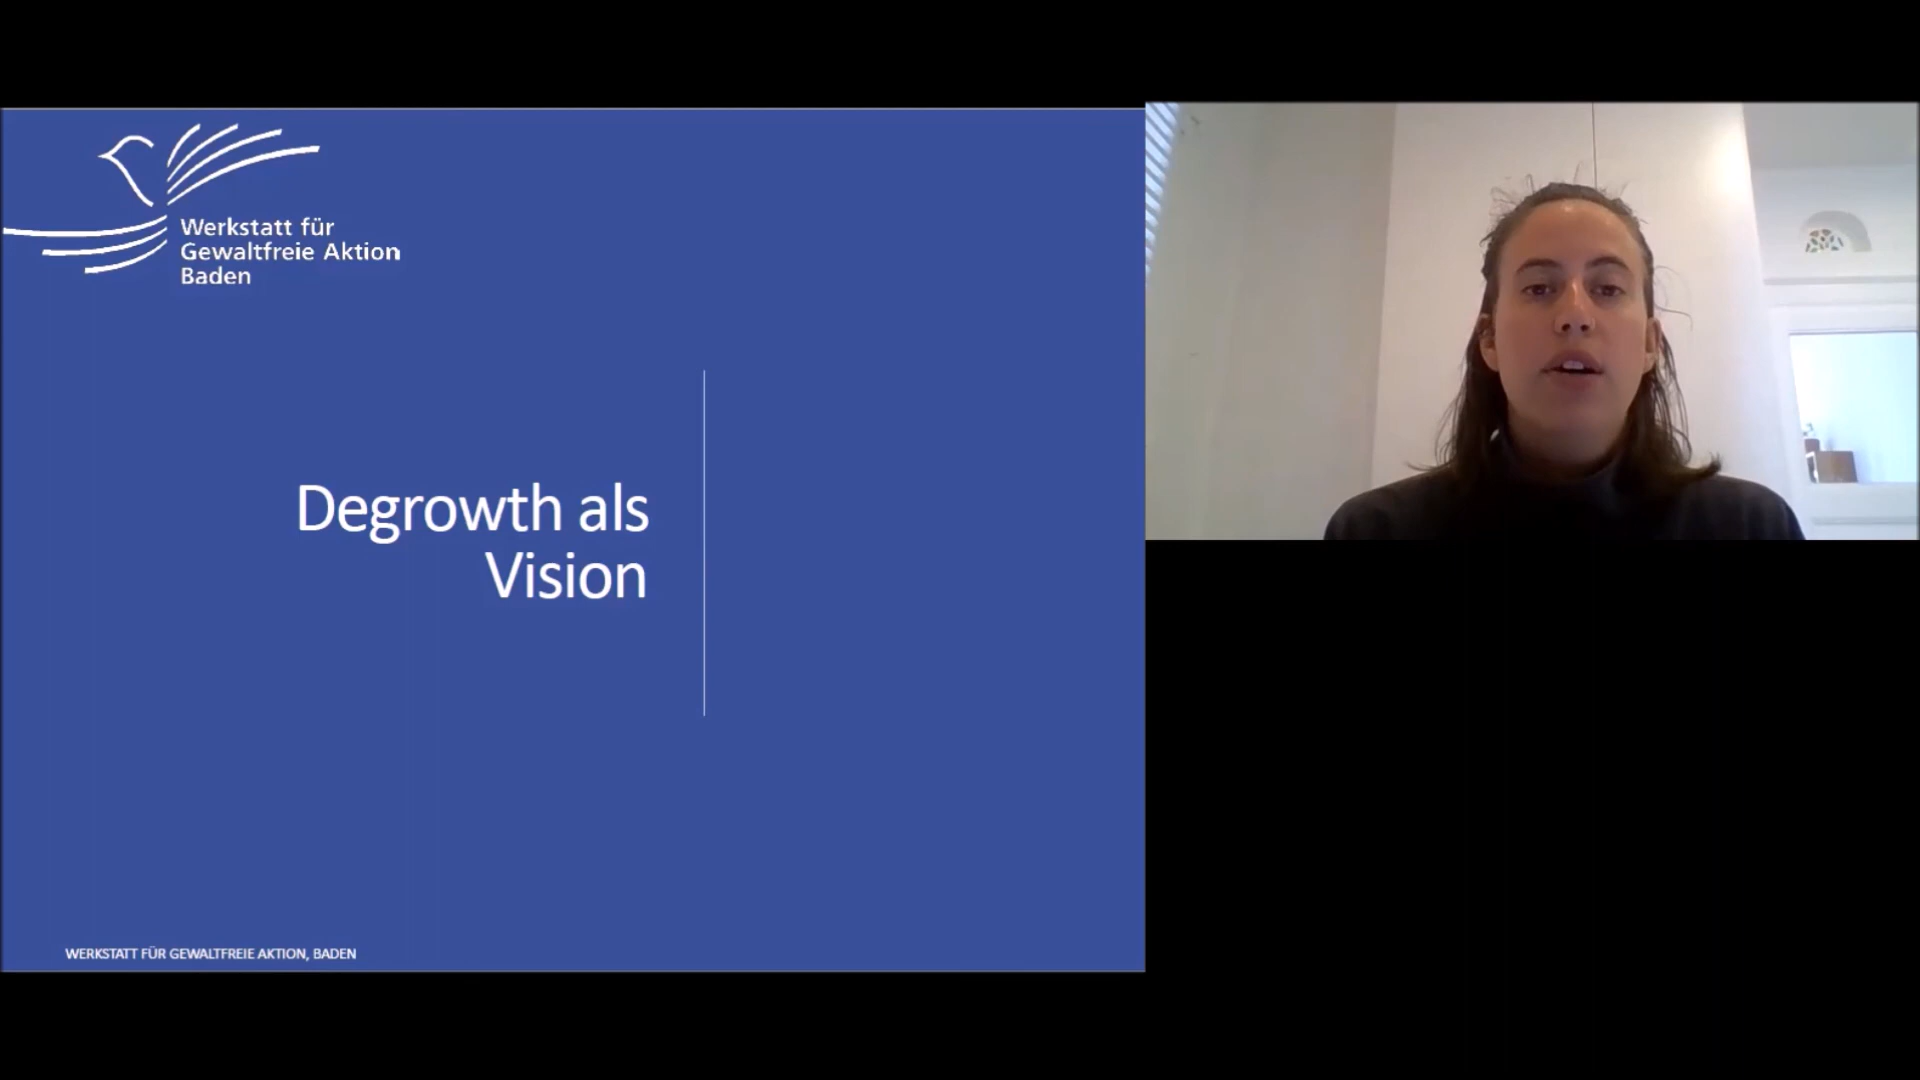 Werkstatt für
Gewaltfreie Aktion
Baden
Degrowth als
Vision
WERKSTATT FÜR GEWALTFREIE AKTION, BADEN